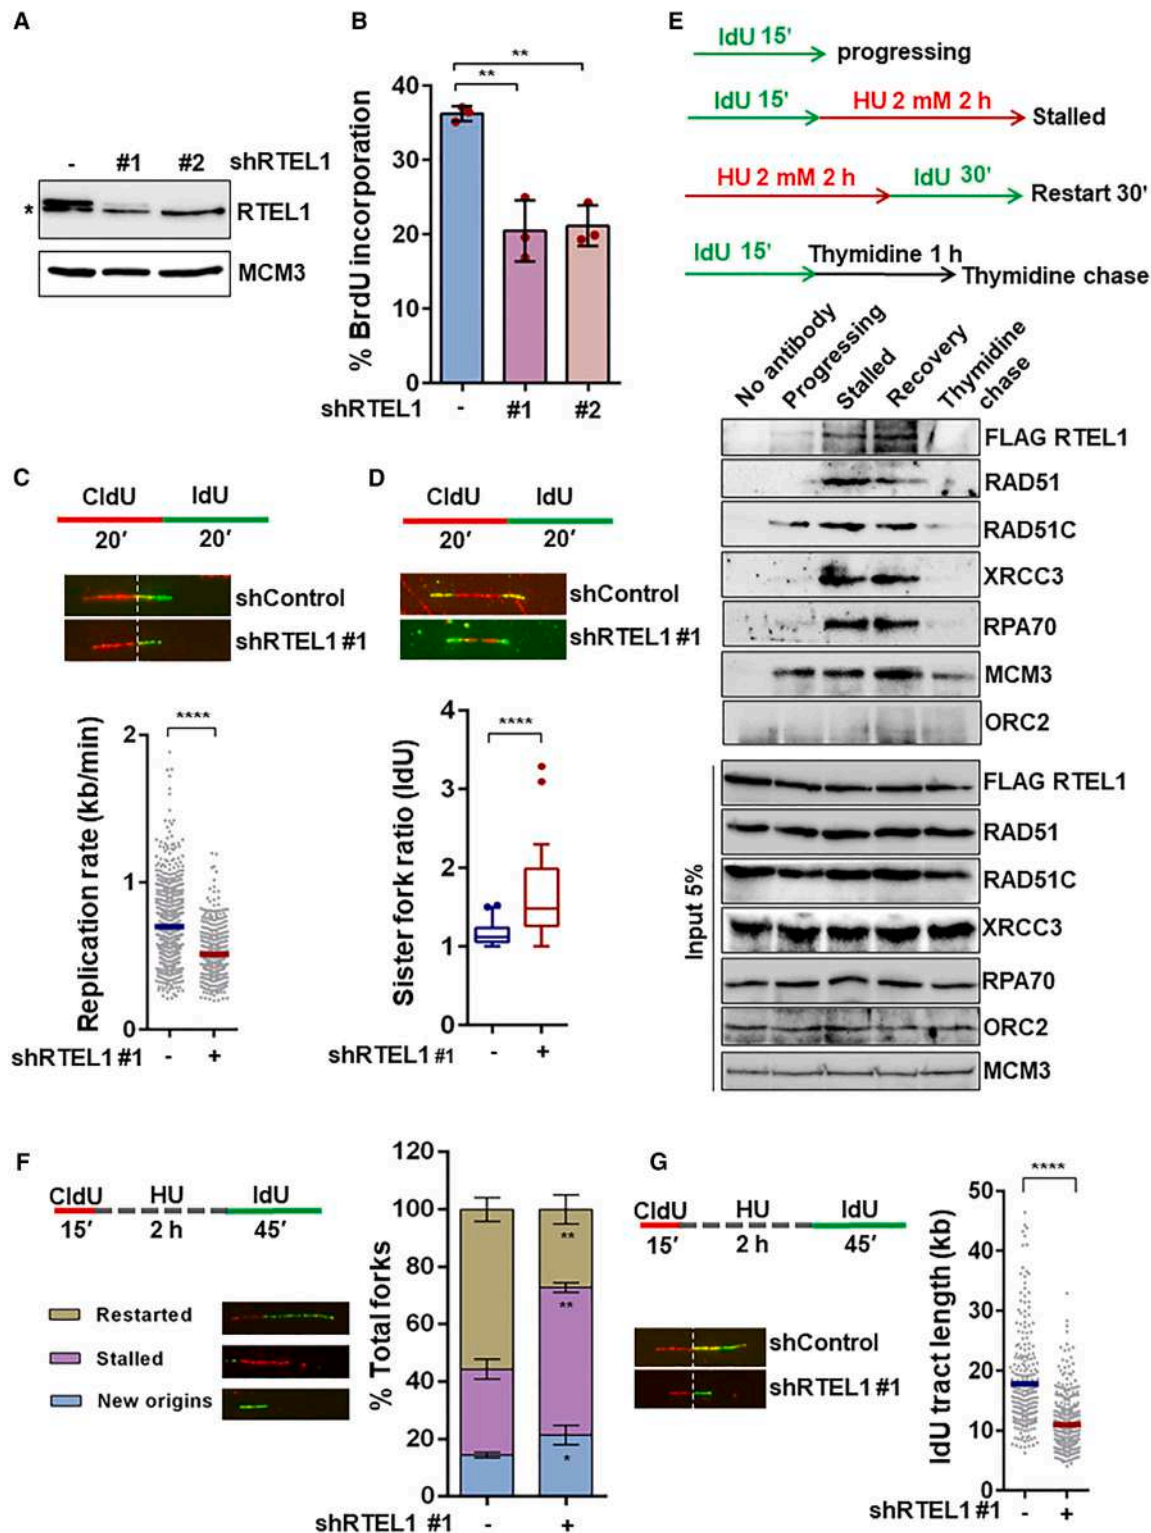 A
- #1 #2 shRTEL1
* RTEL1
MCM3
B
** **
% BrdU incorporation
40
30
20
10
0
shRTEL1 - #1 #2
C
CldU IdU
20′ 20′
shControl
shRTEL1 #1
****
Replication rate (kb/min)
2
1
0
shRTEL1 #1 - +
D
CldU IdU
20′ 20′
shControl
shRTEL1 #1
****
Sister fork ratio (IdU)
4
3
2
1
0
shRTEL1 #1 - +
E
IdU 15' progressing
IdU 15' HU 2 mM 2 h Stalled
HU 2 mM 2 h IdU 30' Restart 30'
IdU 15' Thymidine 1 h Thymidine chase
No antibody
Progressing
Stalled
Recovery
Thymidine
chase
FLAG RTEL1
RAD51
RAD51C
XRCC3
RPA70
MCM3
ORC2
Input 5%
FLAG RTEL1
RAD51
RAD51C
XRCC3
RPA70
ORC2
MCM3
F
CldU HU IdU
15′ 2 h 45′
Restarted
Stalled
New origins
% Total forks
120
100
80
60
40
20
0
**
**
*
shRTEL1 #1 - +
G
CldU HU IdU
15′ 2 h 45′
shControl
shRTEL1 #1
****
IdU tract length (kb)
50
40
30
20
10
0
shRTEL1 #1 - +